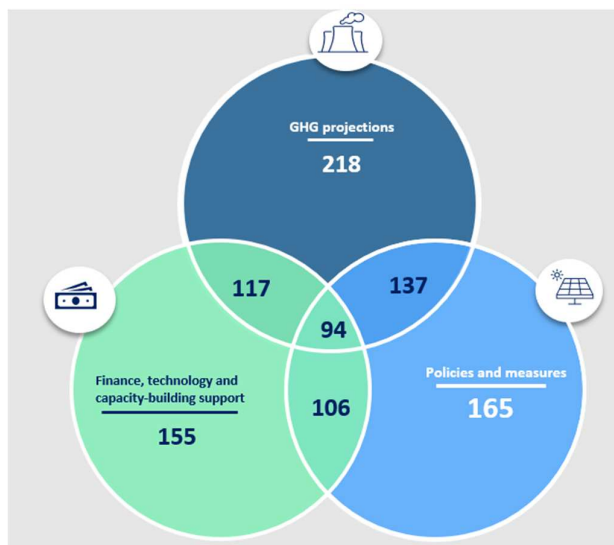 GHG projections
218
117
137
94
Finance, technology and
capacity-building support
155
106
Policies and measures
165